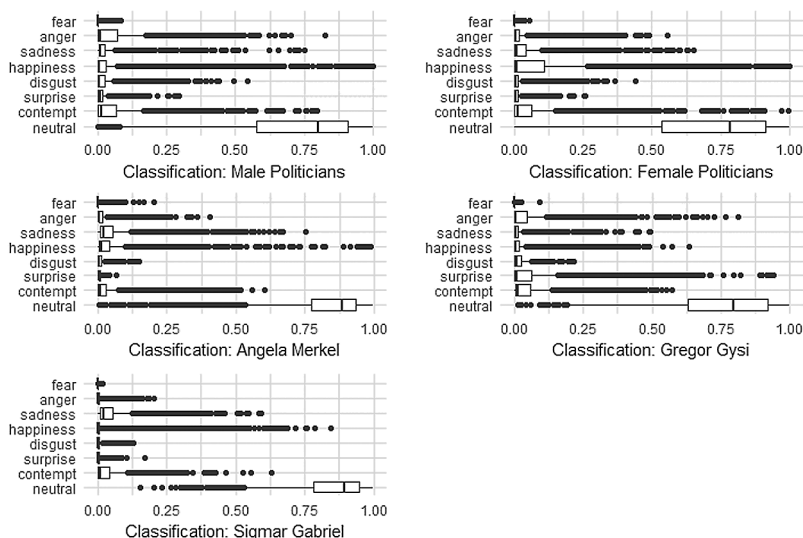 fear
anger
sadness
happiness
disgust
surprise
contempt
neutral
0.00 0.25 0.50 0.75 1.00
Classification: Male Politicians
fear
anger
sadness
happiness
disgust
surprise
contempt
neutral
0.00 0.25 0.50 0.75 1.00
Classification: Female Politicians
fear
anger
sadness
happiness
disgust
surprise
contempt
neutral
0.00 0.25 0.50 0.75 1.00
Classification: Angela Merkel
fear
anger
sadness
happiness
disgust
surprise
contempt
neutral
0.00 0.25 0.50 0.75 1.00
Classification: Gregor Gysi
fear
anger
sadness
happiness
disgust
surprise
contempt
neutral
0.00 0.25 0.50 0.75 1.00
Classification: Sigmar Gabriel